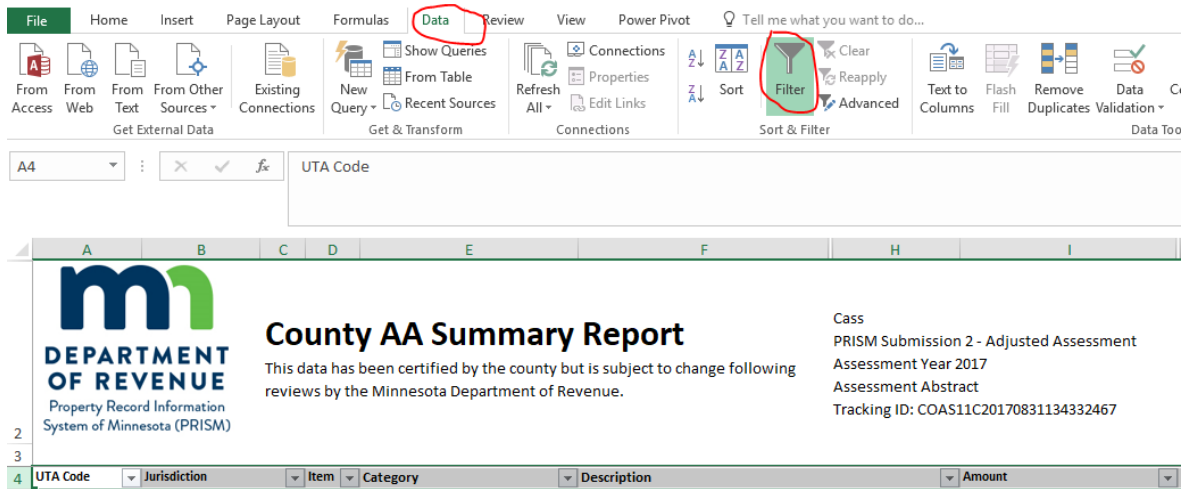 File Home Insert Page Layout Formulas Data Review View Power Pivot Tell me what you want to do...
Show Queries Connections Clear
From Table Properties Reapply
Recent Sources Edit Links Advanced
From Access
From Web
From Text
From Other Sources
Existing Connections
New Query
Refresh All
Sort
Filter
Text to Columns
Flash Fill
Remove Duplicates
Data Validation
Get External Data Get & Transform Connections Sort & Filter Data Too
A4 fx UTA Code
A B C D E F H I
mn
DEPARTMENT
OF REVENUE
Property Record Information
System of Minnesota (PRISM)
County AA Summary Report
This data has been certified by the county but is subject to change following
reviews by the Minnesota Department of Revenue.
Cass
PRISM Submission 2 - Adjusted Assessment
Assessment Year 2017
Assessment Abstract
Tracking ID: COAS11C20170831134332467
2
3
4 UTA Code Jurisdiction Item Category Description Amount